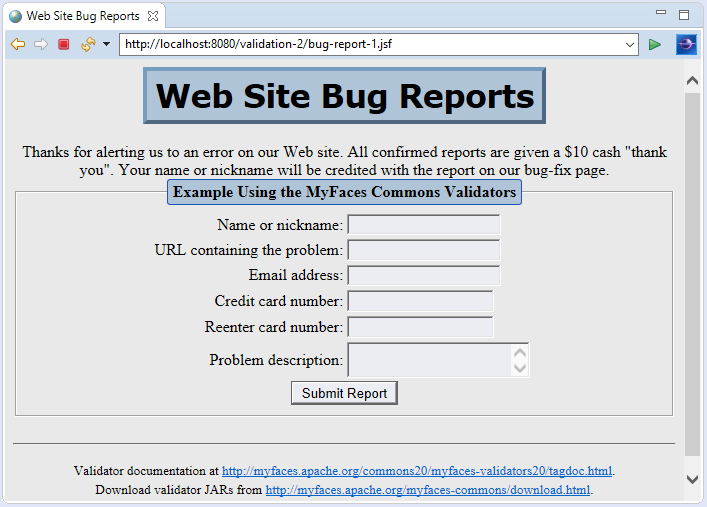 Web Site Bug Reports
http://localhost:8080/validation-2/bug-report-1.jsf
Web Site Bug Reports
Thanks for alerting us to an error on our Web site. All confirmed reports are given a $10 cash "thank
you". Your name or nickname will be credited with the report on our bug-fix page.
Example Using the MyFaces Commons Validators
Name or nickname:
URL containing the problem:
Email address:
Credit card number:
Reenter card number:
Problem description:
Submit Report
Validator documentation at http://myfaces.apache.org/commons20/myfaces-validators20/tagdoc.html.
Download validator JARs from http://myfaces.apache.org/myfaces-commons/download.html.